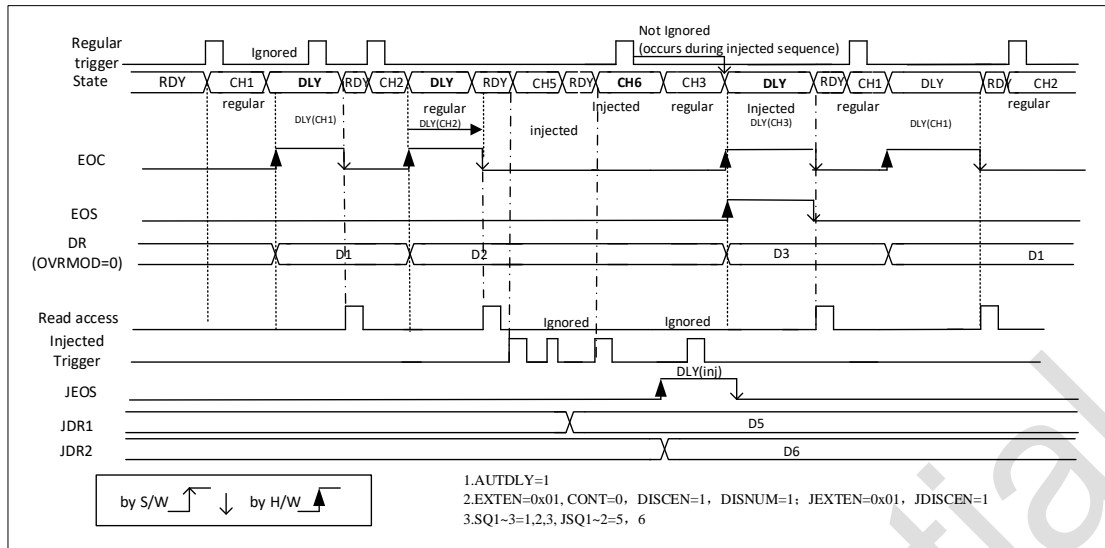 Regular trigger
Ignored
Not Ignored
(occurs during injected sequence)
State
RDY CH1 DLY RDY CH2 DLY RDY CH5 RDY CH6 CH3 DLY RDY CH1 DLY RD CH2
regular regular injected Injected regular Injected regular regular
DLY(CH1) DLY(CH2) DLY(CH3) DLY(CH1)
EOC
EOS
DR
(OVRMOD=0)
D1 D2 D3 D1
Read access
Ignored Ignored
Injected
Trigger
DLY(inj)
JEOS
JDR1
D5
JDR2
D6
by S/W by H/W
1.AUTDLY=1
2.EXTEN=0x01, CONT=0，DISCEN=1，DISNUM=1；JEXTEN=0x01，JDISCEN=1
3.SQ1~3=1,2,3, JSQ1~2=5，6